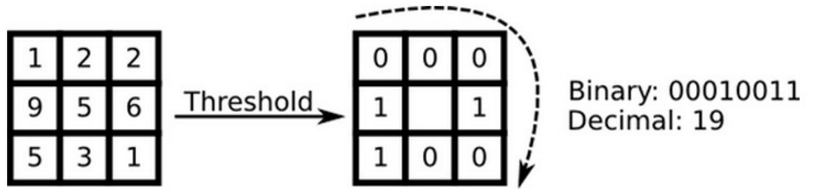 1 2 2
9 5 6
5 3 1
Threshold
0 0 0
1 1
1 0 0
Binary: 00010011
Decimal: 19